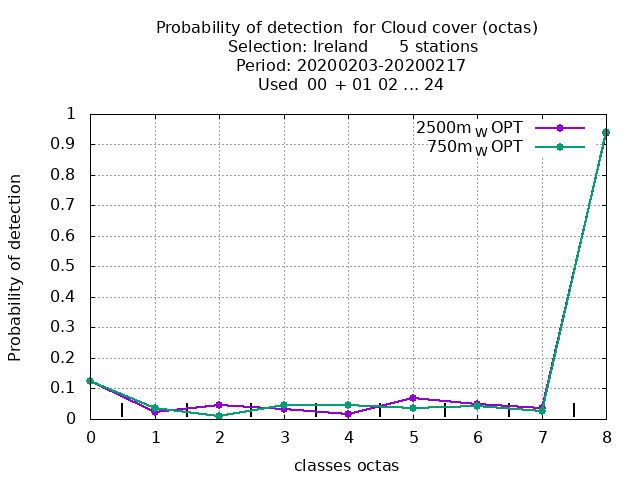 Probability of detection for Cloud cover (octas)
Selection: Ireland 5 stations
Period: 20200203-20200217
Used 00 + 01 02 ... 24
2500m W OPT
750m W OPT
Probability of detection
1
0.9
0.8
0.7
0.6
0.5
0.4
0.3
0.2
0.1
0
0 1 2 3 4 5 6 7 8
classes octas